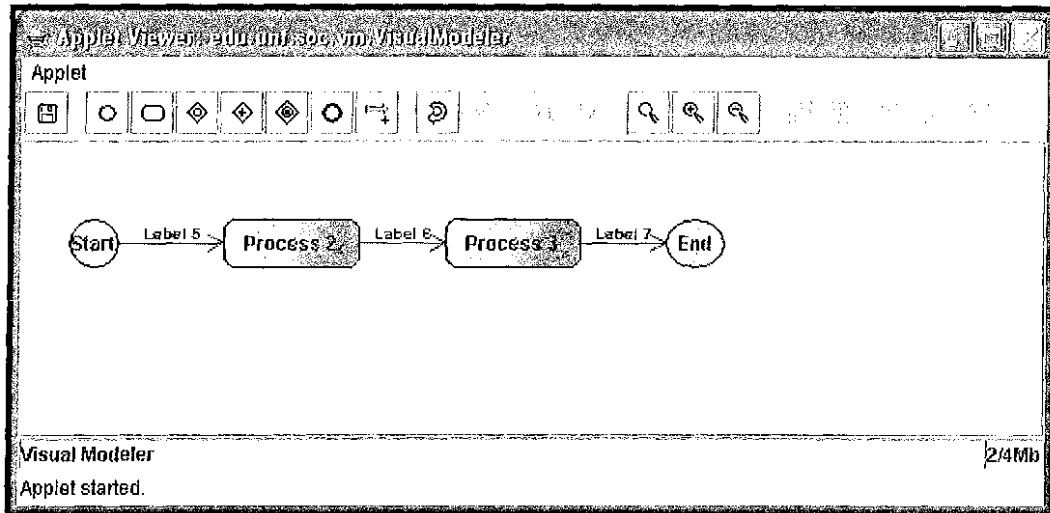 Applet Viewer: edu.unf.soc.vm.VisualModeler
Applet
Start Label 5 Process 2 Label 6 Process 3 Label 7 End
Visual Modeler 2/4Mb
Applet started.